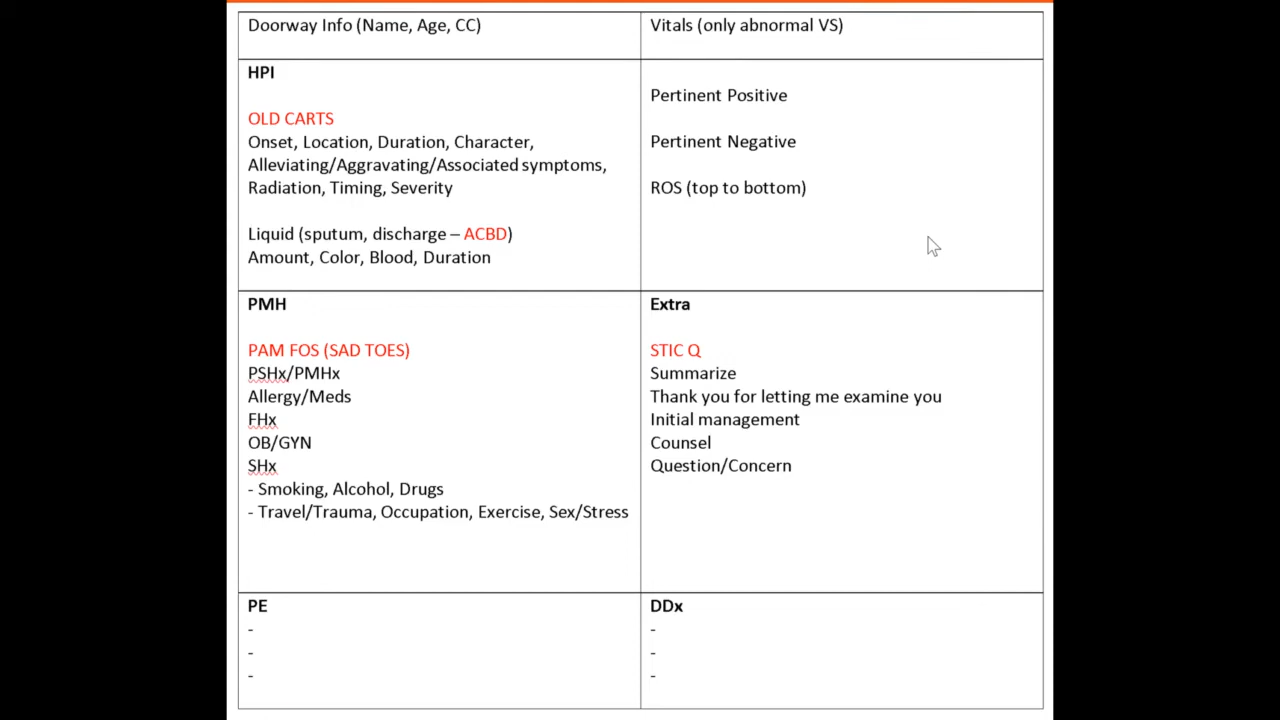 Doorway Info (Name, Age, CC)
Vitals (only abnormal VS)
HPI
OLD CARTS
Onset, Location, Duration, Character,
Alleviating/Aggravating/Associated symptoms,
Radiation, Timing, Severity
Liquid (sputum, discharge – ACBD)
Amount, Color, Blood, Duration
Pertinent Positive
Pertinent Negative
ROS (top to bottom)
PMH
PAM FOS (SAD TOES)
PSHx/PMHx
Allergy/Meds
FHx
OB/GYN
SHx
- Smoking, Alcohol, Drugs
- Travel/Trauma, Occupation, Exercise, Sex/Stress
Extra
STIC Q
Summarize
Thank you for letting me examine you
Initial management
Counsel
Question/Concern
PE
-
-
-
DDx
-
-
-